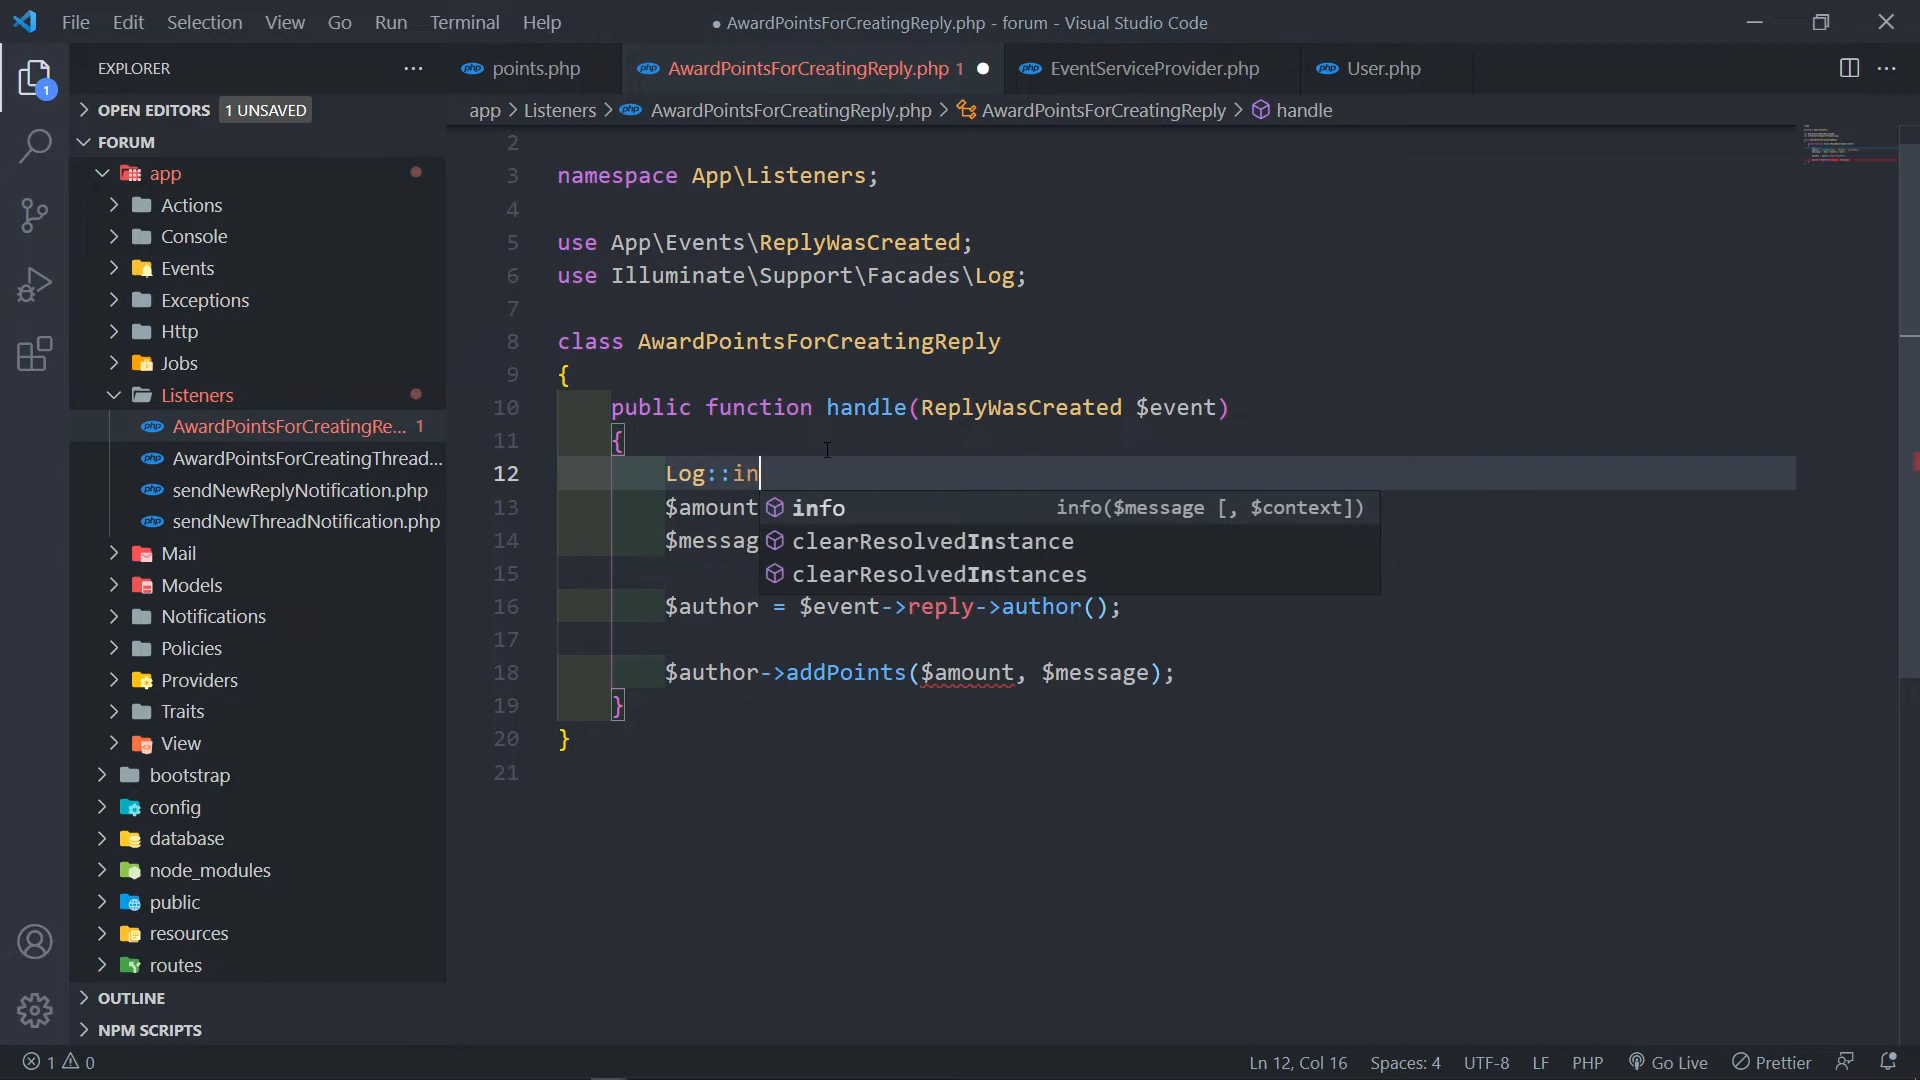 File Edit Selection View Go Run Terminal Help
● AwardPointsForCreatingReply.php - forum - Visual Studio Code
1
EXPLORER
OPEN EDITORS 1 UNSAVED
FORUM
app
Actions
Console
Events
Exceptions
Http
Jobs
Listeners
AwardPointsForCreatingRe... 1
AwardPointsForCreatingThread...
sendNewReplyNotification.php
sendNewThreadNotification.php
Mail
Models
Notifications
Policies
Providers
Traits
View
bootstrap
config
database
node_modules
public
resources
routes
OUTLINE
NPM SCRIPTS
php points.php php AwardPointsForCreatingReply.php 1 php EventServiceProvider.php php User.php
app > Listeners > php AwardPointsForCreatingReply.php > AwardPointsForCreatingReply > handle
2
3 namespace App\Listeners;
4
5 use App\Events\ReplyWasCreated;
6 use Illuminate\Support\Facades\Log;
7
8 class AwardPointsForCreatingReply
9 {
10 public function handle(ReplyWasCreated $event)
11 {
12 Log::in
13 $amount
14 $messag
info info($message [, $context])
clearResolvedInstance
clearResolvedInstances
15
16 $author = $event->reply->author();
17
18 $author->addPoints($amount, $message);
19 }
20 }
21
1 0
Ln 12, Col 16 Spaces: 4 UTF-8 LF PHP Go Live Prettier